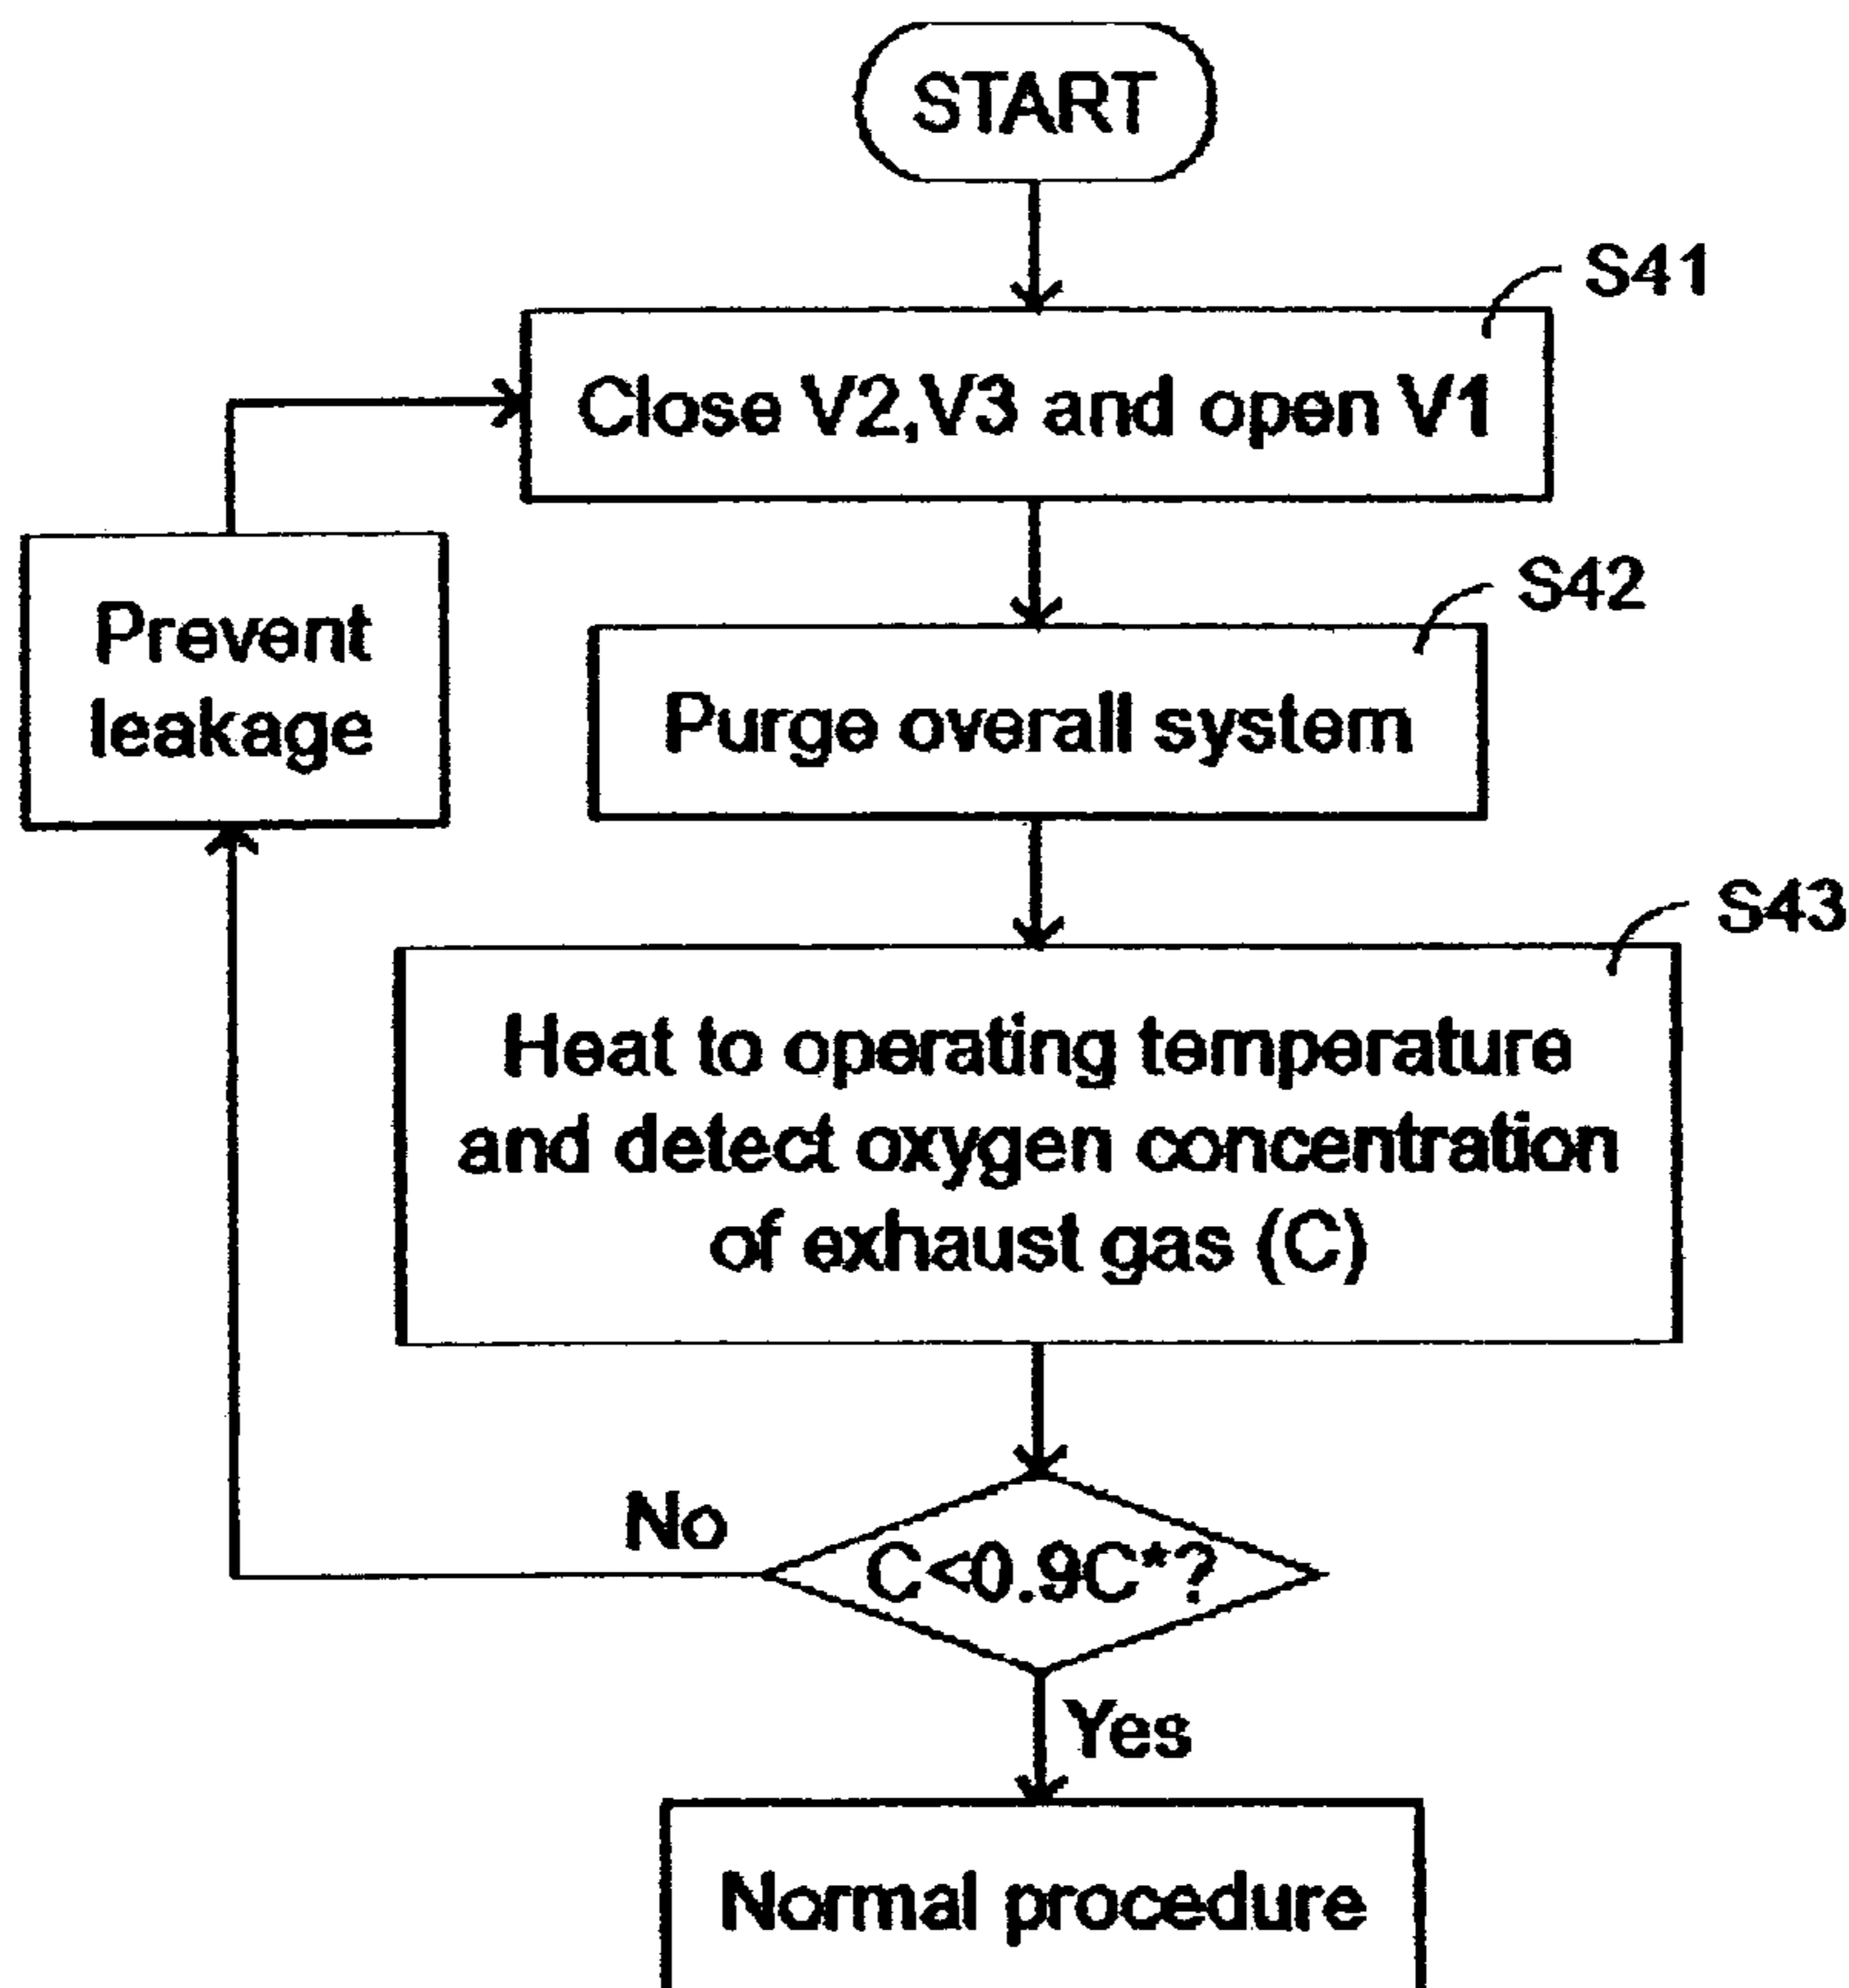 START
S41
Close V2,V3 and open V1
S42
Prevent
leakage
Purge overall system
S43
Heat to operating temperature
and detect oxygen concentration
of exhaust gas (C)
No
C<0.9C*?
Yes
Normal procedure